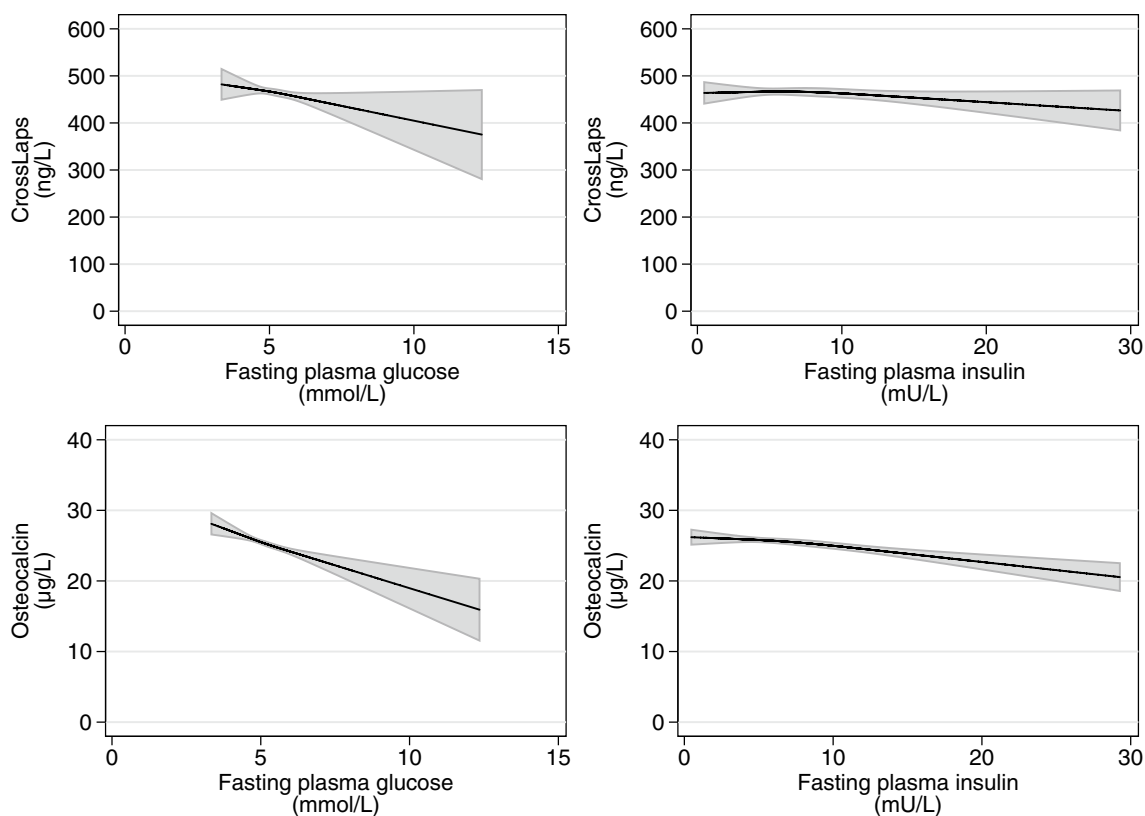 600
500
400
300
200
100
0
CrossLaps
(ng/L)
0 5 10 15
Fasting plasma glucose
(mmol/L)
600
500
400
300
200
100
0
CrossLaps
(ng/L)
0 10 20 30
Fasting plasma insulin
(mU/L)
40
30
20
10
0
Osteocalcin
(µg/L)
0 5 10 15
Fasting plasma glucose
(mmol/L)
40
30
20
10
0
Osteocalcin
(µg/L)
0 10 20 30
Fasting plasma insulin
(mU/L)